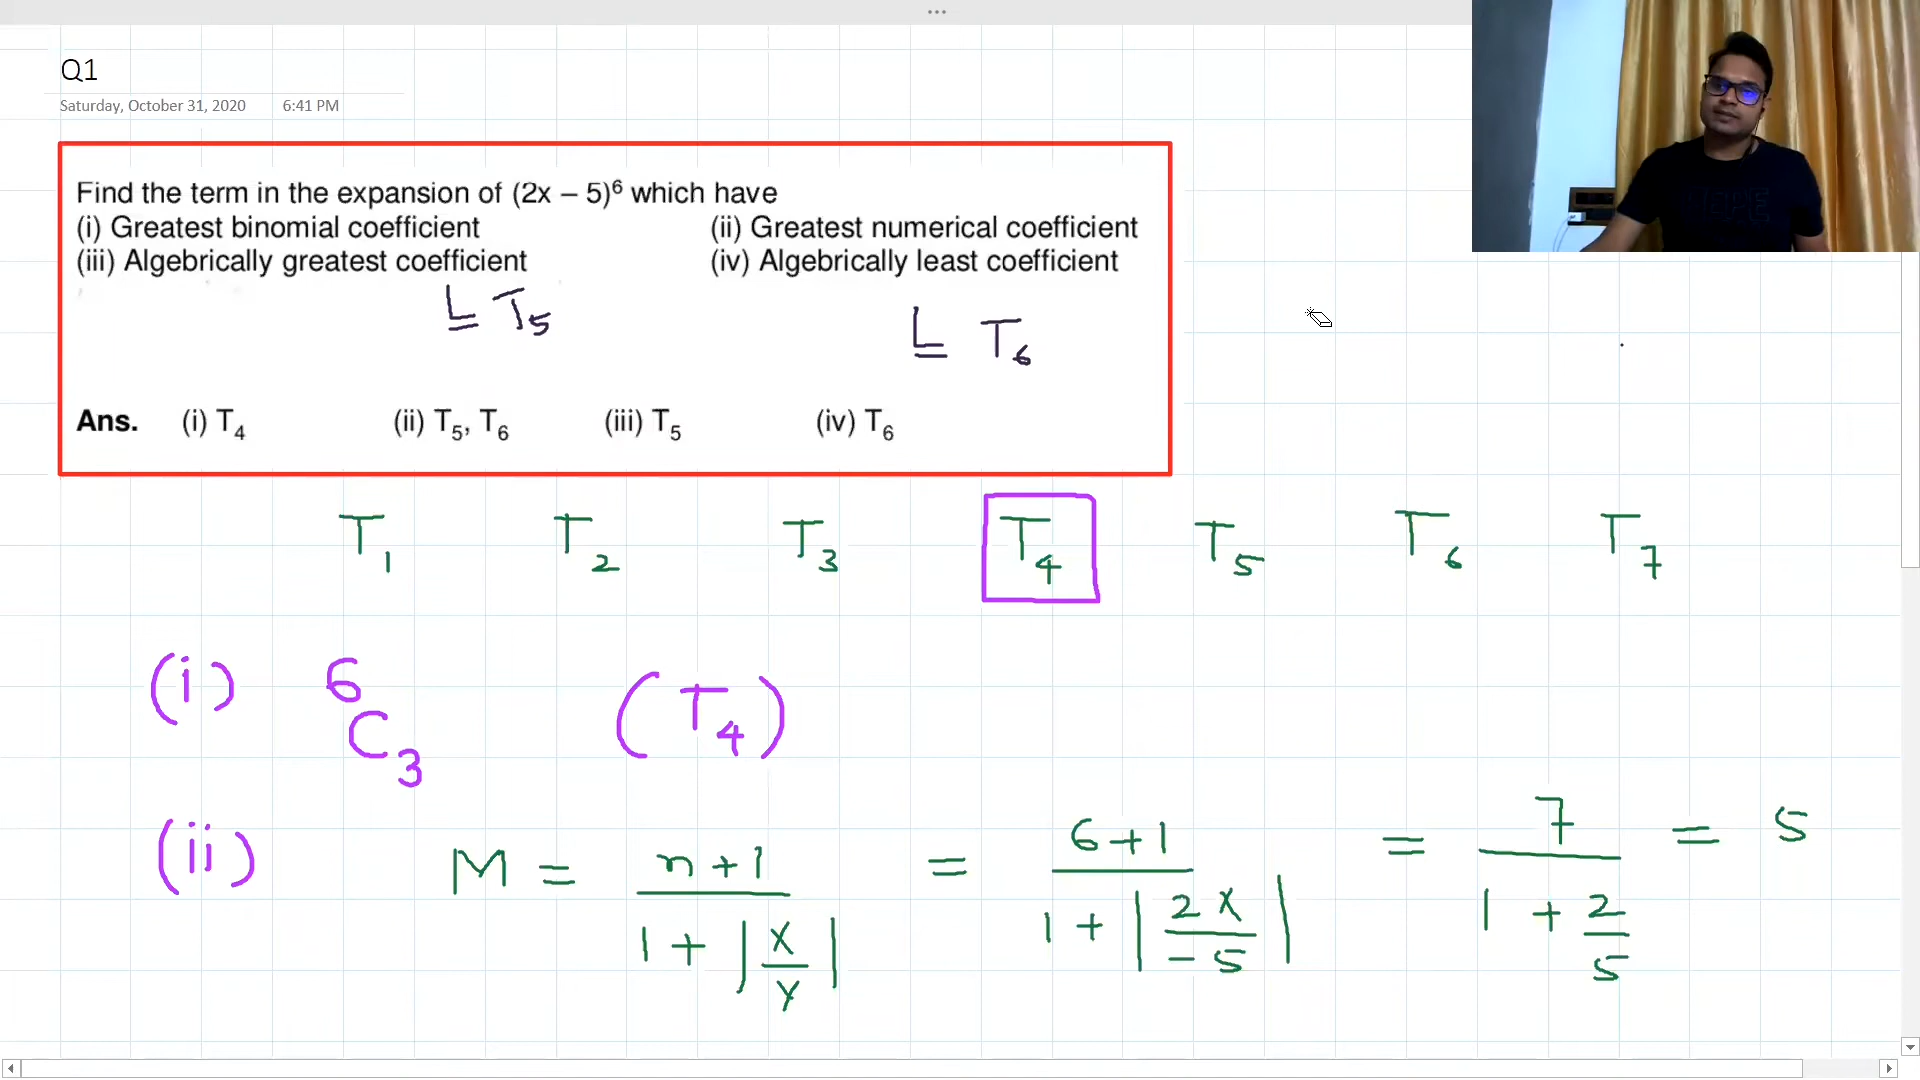 Q1
Saturday, October 31, 2020 6:41 PM
Find the term in the expansion of (2x – 5)⁶ which have
(i) Greatest binomial coefficient (ii) Greatest numerical coefficient
(iii) Algebrically greatest coefficient (iv) Algebrically least coefficient
T₅ T₆
Ans. (i) T₄ (ii) T₅, T₆ (iii) T₅ (iv) T₆
T₁ T₂ T₃ T₄ T₅ T₆ T₇
(i) ⁶C₃ (T₄)
(ii) M = (n+1)/(1+|x/y|) = (6+1)/(1+|2x/-5|) = 7/(1+2/5) = 5